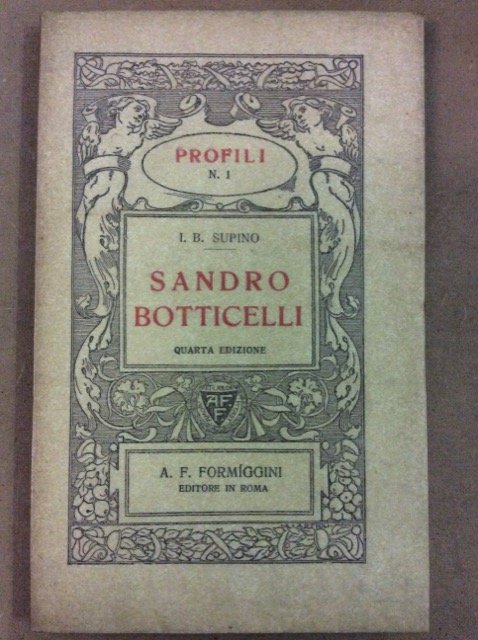 PROFILI
N. 1
I. B. SUPINO
SANDRO
BOTTICELLI
QUARTA EDIZIONE
A.F.
F
A. F. FORMÍGGINI
EDITORE IN ROMA